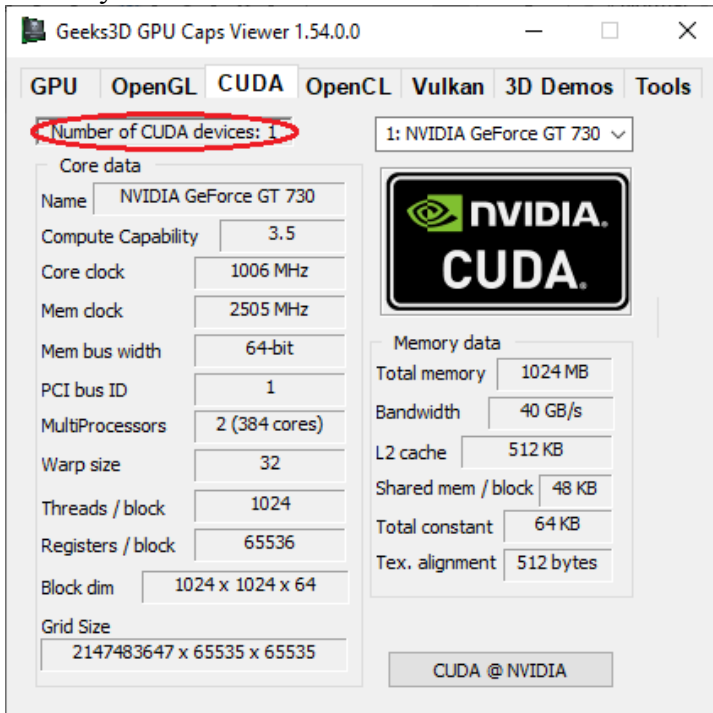 Geeks3D GPU Caps Viewer 1.54.0.0
GPU OpenGL CUDA OpenCL Vulkan 3D Demos Tools
Number of CUDA devices: 1
1: NVIDIA GeForce GT 730
Core data
Name NVIDIA GeForce GT 730
Compute Capability 3.5
Core clock 1006 MHz
Mem clock 2505 MHz
Mem bus width 64-bit
PCI bus ID 1
MultiProcessors 2 (384 cores)
Warp size 32
Threads / block 1024
Registers / block 65536
Block dim 1024 x 1024 x 64
Grid Size
2147483647 x 65535 x 65535
NVIDIA.
CUDA.
Memory data
Total memory 1024 MB
Bandwidth 40 GB/s
L2 cache 512 KB
Shared mem / block 48 KB
Total constant 64 KB
Tex. alignment 512 bytes
CUDA @ NVIDIA